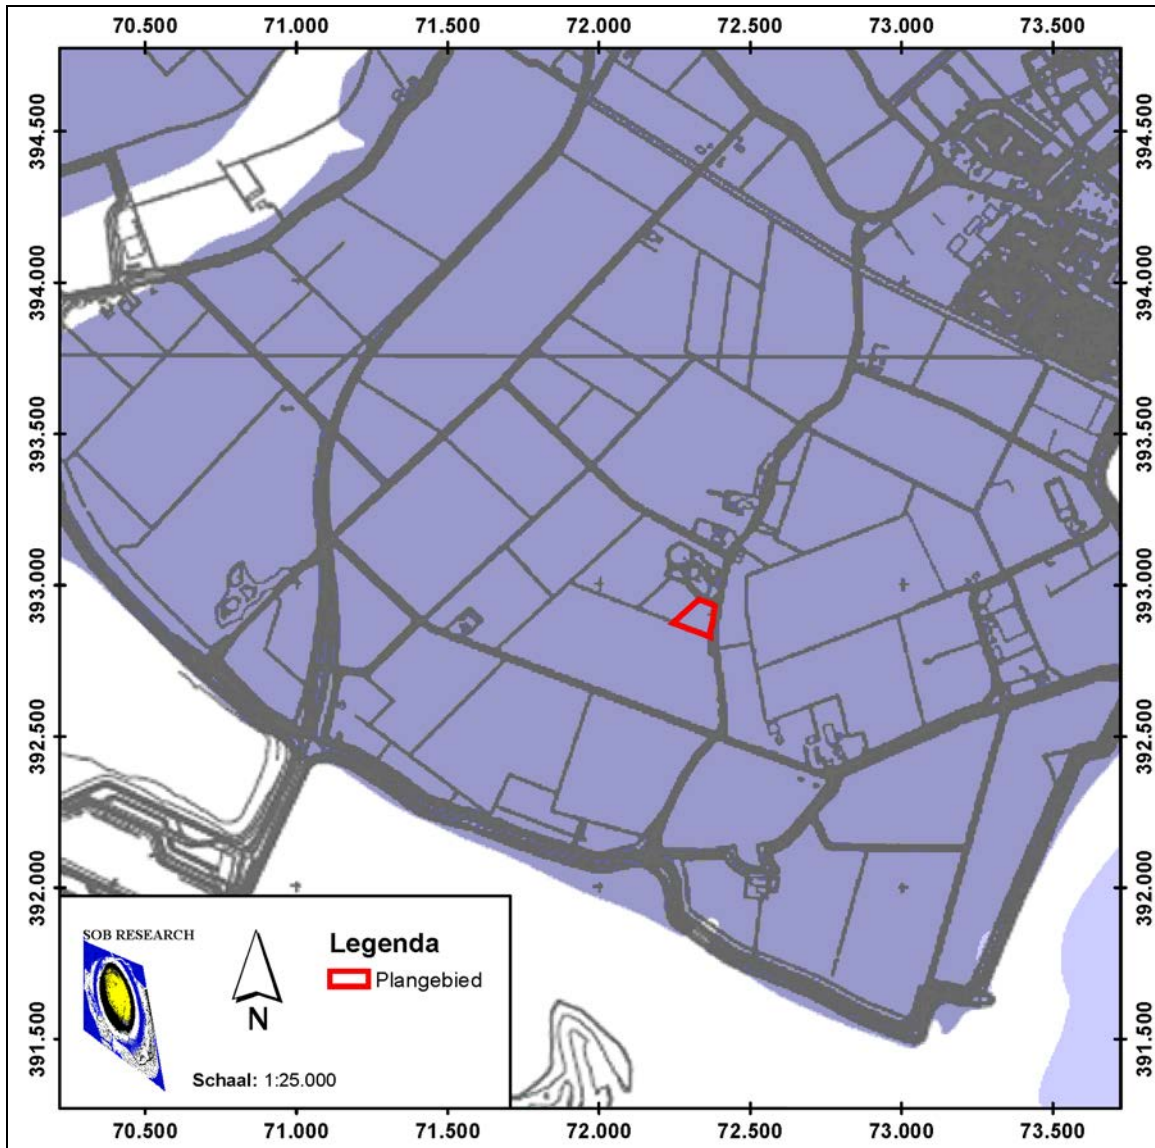 70.500 71.000 71.500 72.000 72.500 73.000 73.500
394.500 394.500
394.000 394.000
393.500 393.500
393.000 393.000
392.500 392.500
392.000 392.000
391.500 391.500
SOB RESEARCH
Legenda
Plangebied
N
Schaal: 1:25.000
70.500 71.000 71.500 72.000 72.500 73.000 73.500